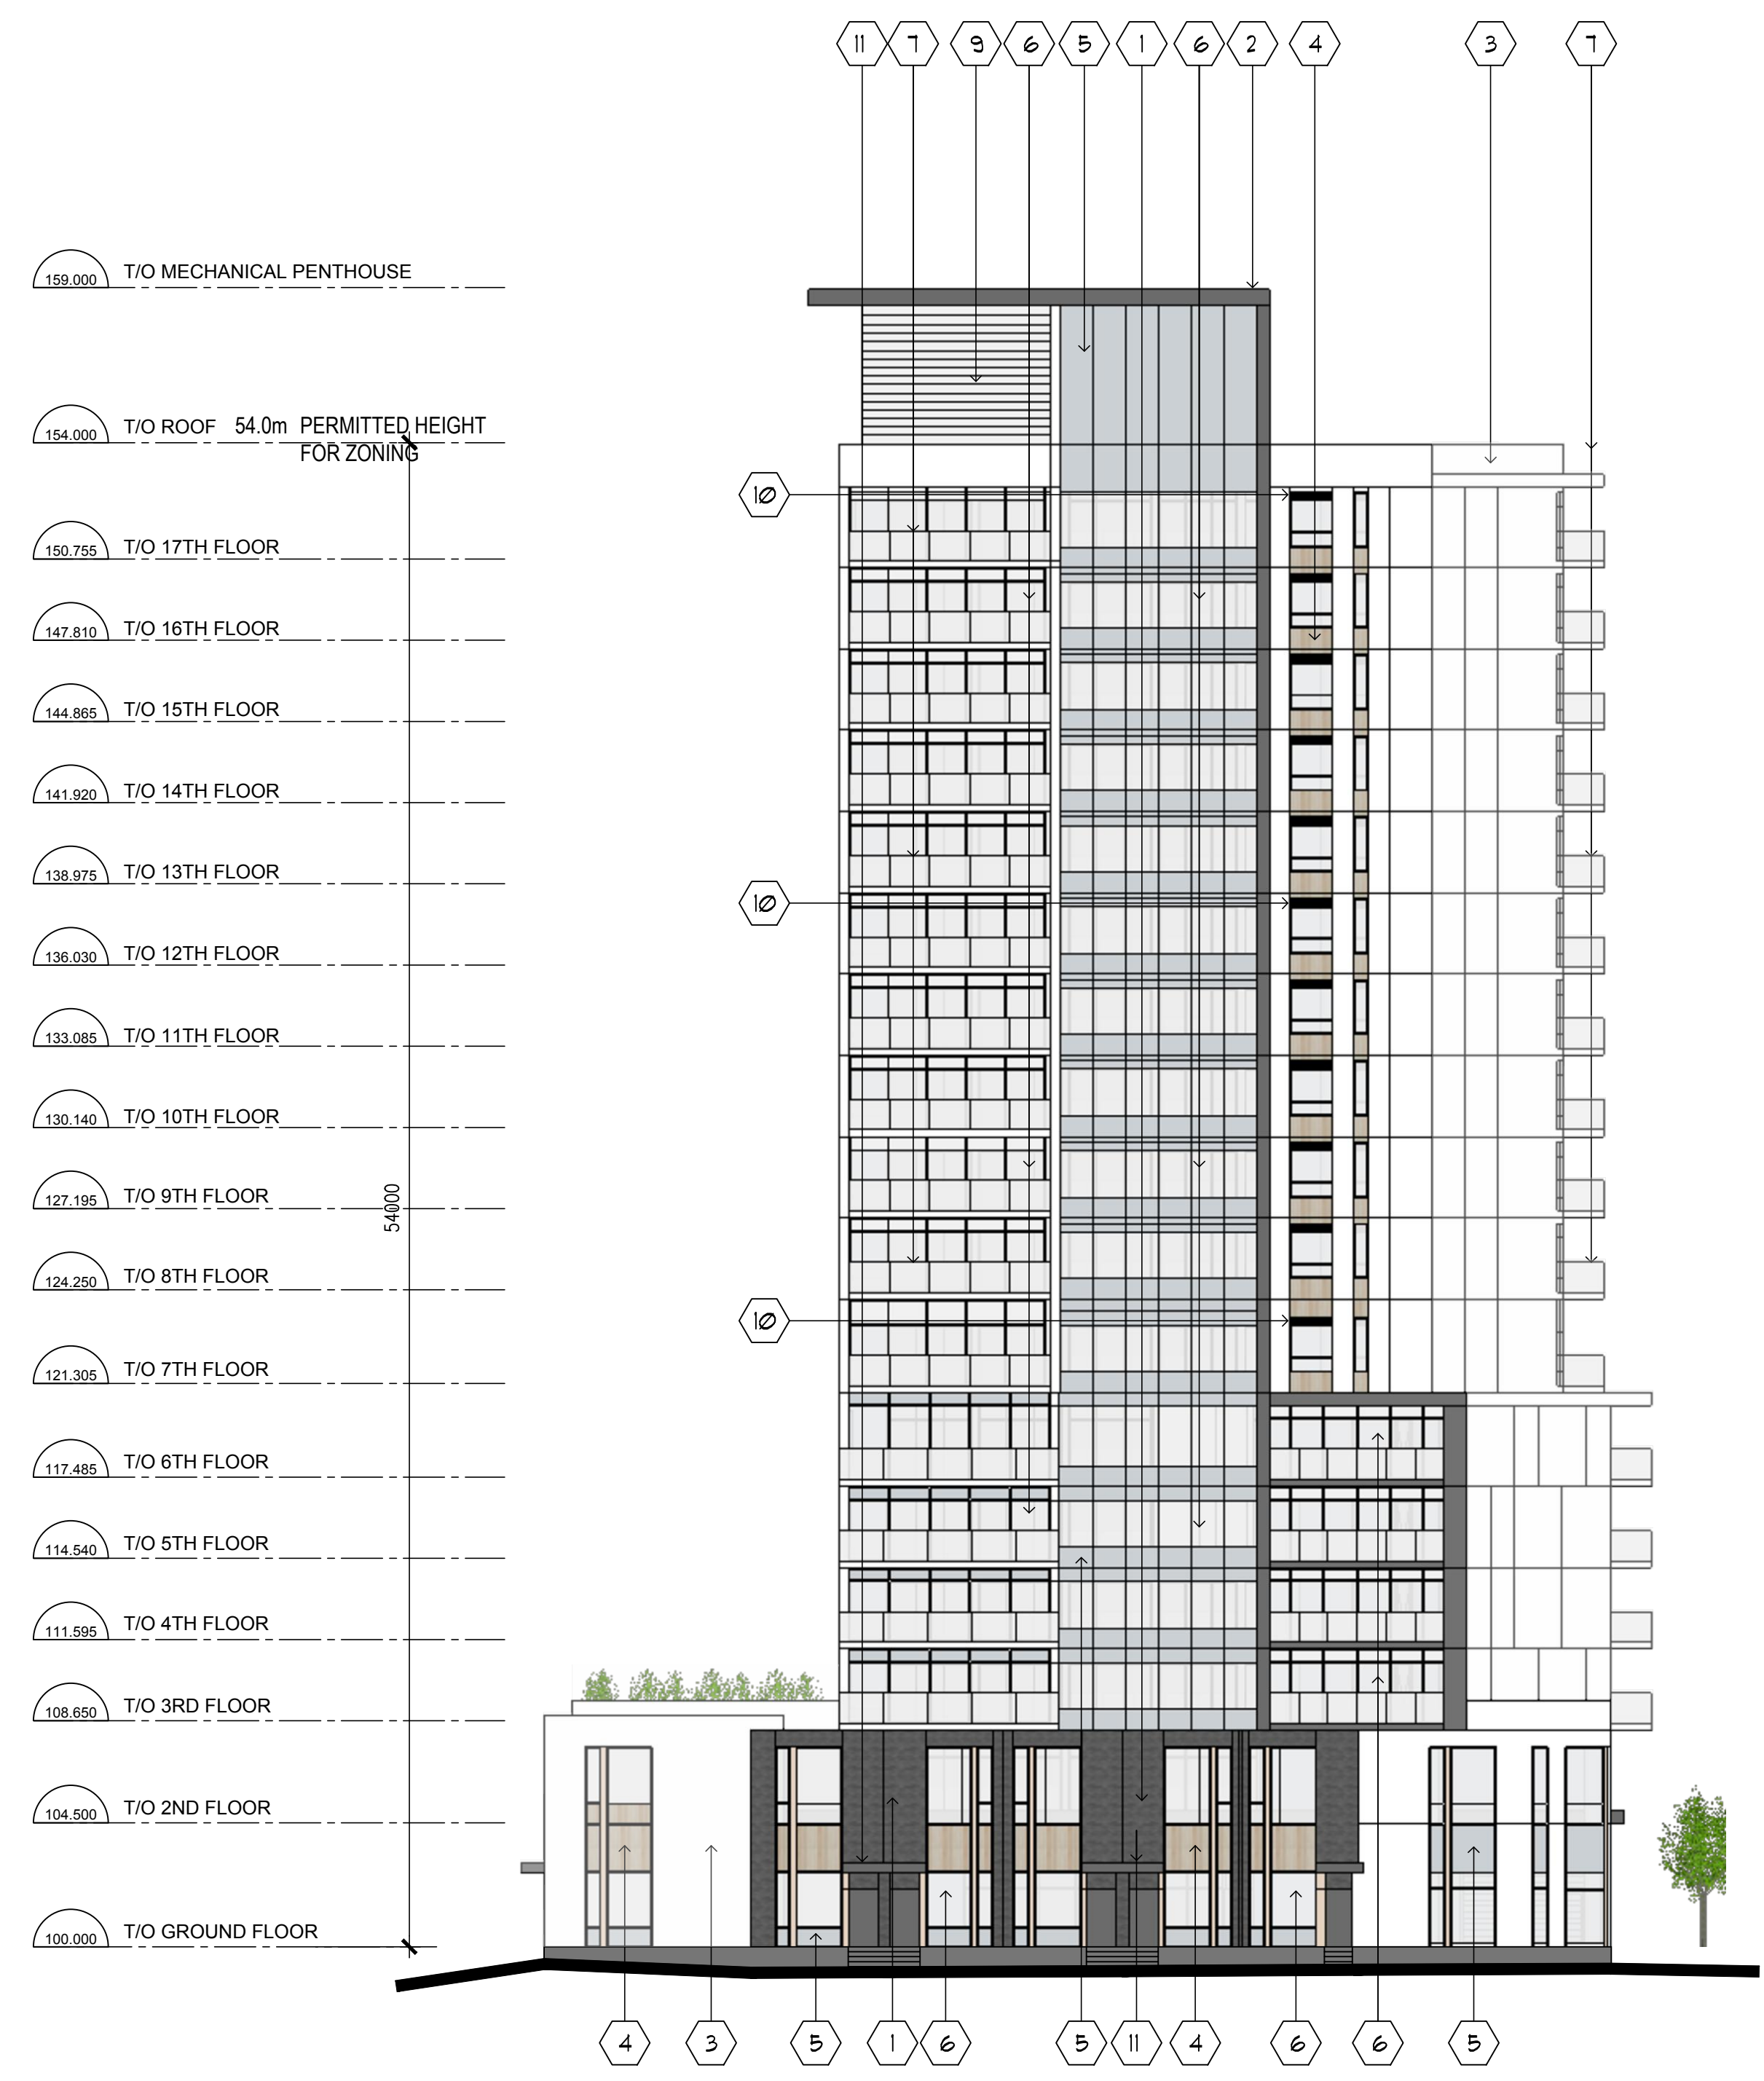 11 7 9 6 5 1 6 2 4 3 7
159.000 T/O MECHANICAL PENTHOUSE
154.000 T/O ROOF 54.0m PERMITTED HEIGHT
FOR ZONING
10
150.755 T/O 17TH FLOOR
147.810 T/O 16TH FLOOR
144.865 T/O 15TH FLOOR
141.920 T/O 14TH FLOOR
138.975 T/O 13TH FLOOR
10
136.030 T/O 12TH FLOOR
133.085 T/O 11TH FLOOR
130.140 T/O 10TH FLOOR
127.195 T/O 9TH FLOOR
54000
124.250 T/O 8TH FLOOR
10
121.305 T/O 7TH FLOOR
117.485 T/O 6TH FLOOR
114.540 T/O 5TH FLOOR
111.595 T/O 4TH FLOOR
108.650 T/O 3RD FLOOR
104.500 T/O 2ND FLOOR
100.000 T/O GROUND FLOOR
4 3 5 1 6 5 11 4 6 6 5